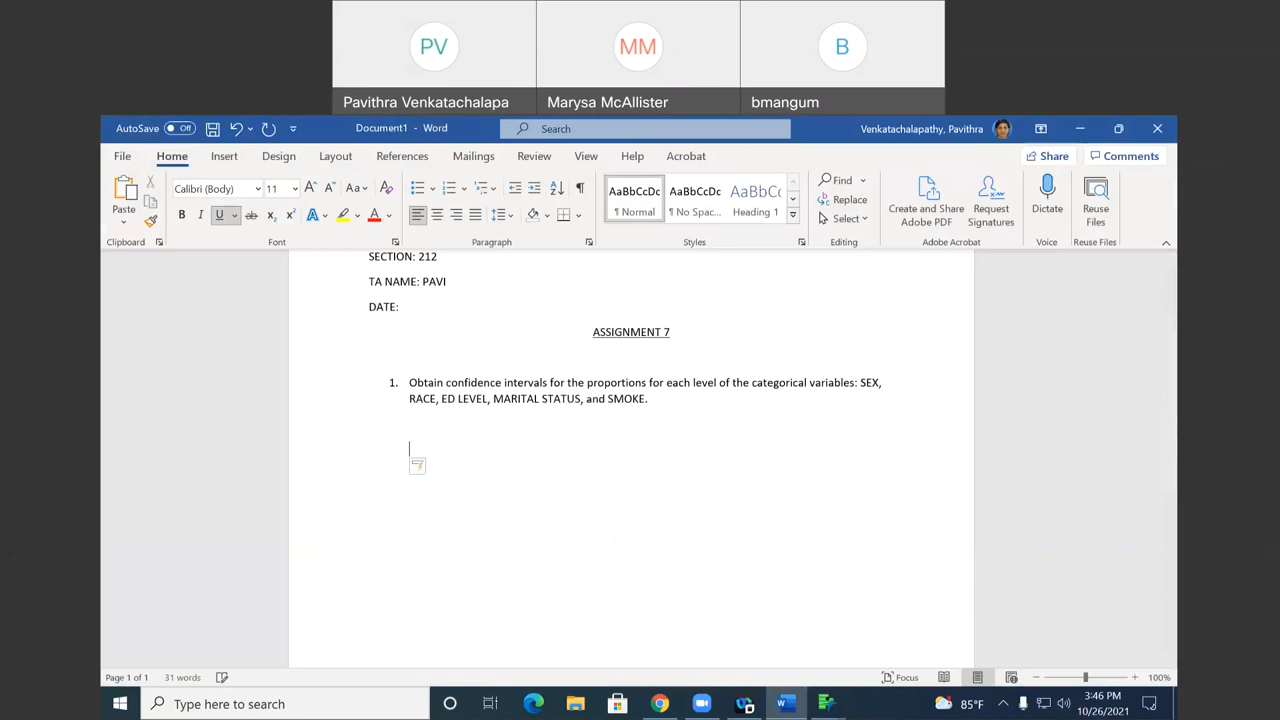 PV
MM
B
Pavithra Venkatachalapa
Marysa McAllister
bmangum
AutoSave Off
Document1 - Word
Search
Venkatachalapathy, Pavithra
File Home Insert Design Layout References Mailings Review View Help Acrobat
Share Comments
Paste
Clipboard
Calibri (Body) 11
Font
Paragraph
AaBbCcDc AaBbCcDc AaBbCc
¶ Normal ¶ No Spac... Heading 1
Styles
Find
Replace
Select
Editing
Create and Share Adobe PDF
Request Signatures
Adobe Acrobat
Dictate
Voice
Reuse Files
Reuse Files
SECTION: 212
TA NAME: PAVI
DATE:
ASSIGNMENT 7
1. Obtain confidence intervals for the proportions for each level of the categorical variables: SEX,
RACE, ED LEVEL, MARITAL STATUS, and SMOKE.
Page 1 of 1 31 words
Focus
100%
Type here to search
85°F
3:46 PM
10/26/2021